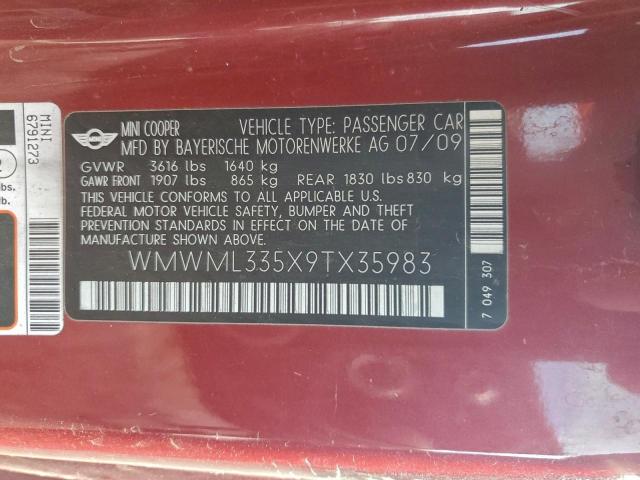 MINI COOPER VEHICLE TYPE: PASSENGER CAR
MFD BY BAYERISCHE MOTORENWERKE AG 07/09
GVWR 3616 lbs 1640 kg
GAWR FRONT 1907 lbs 865 kg REAR 1830 lbs 830 kg
THIS VEHICLE CONFORMS TO ALL APPLICABLE U.S.
FEDERAL MOTOR VEHICLE SAFETY, BUMPER AND THEFT
PREVENTION STANDARDS IN EFFECT ON THE DATE OF
MANUFACTURE SHOWN ABOVE.
WMWML335X9TX35983
7 049 307
MINI
6791273
lbs.
lb.